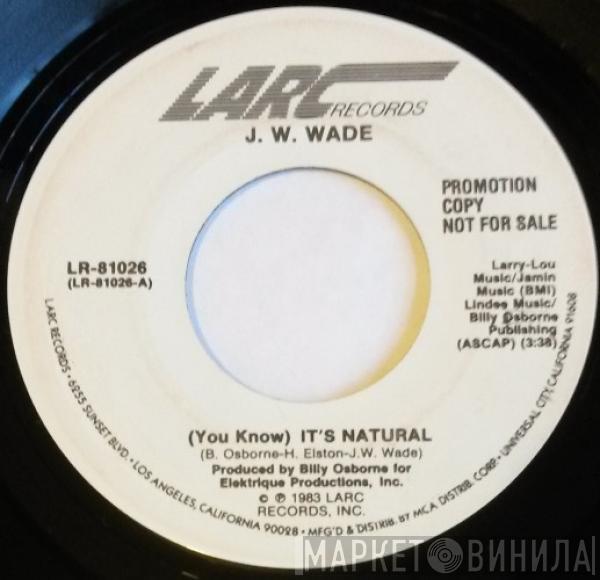 LARC RECORDS
J. W. WADE
PROMOTION
COPY
NOT FOR SALE
LR-81026
(LR-81026-A)
Larry-Lou
Music/Jamin
Music (BMI)
Lindee Music/
Billy Osborne
Publishing
(ASCAP) (3:38)
(You Know) IT'S NATURAL
(B. Osborne-H. Elston-J.W. Wade)
Produced by Billy Osborne for
Elektrique Productions, Inc.
© ℗ 1983 LARC
RECORDS, INC.
LARC RECORDS • 6255 SUNSET BLVD. • LOS ANGELES, CALIFORNIA 90028 • MFG'D & DISTRIB. BY MCA DISTRIB. CORP. • UNIVERSAL CITY, CALIFORNIA 91608
МАРКЕТ ВИНИЛА